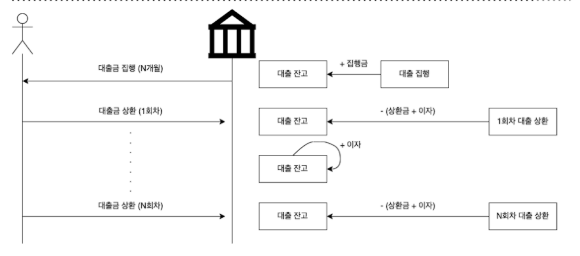 대출금 집행 (N개월)
대출 잔고
+ 집행금
대출 집행
대출금 상환 (1회차)
대출 잔고
- (상환금 + 이자)
1회차 대출 상환
+ 이자
대출 잔고
대출금 상환 (N회차)
대출 잔고
- (상환금 + 이자)
N회차 대출 상환